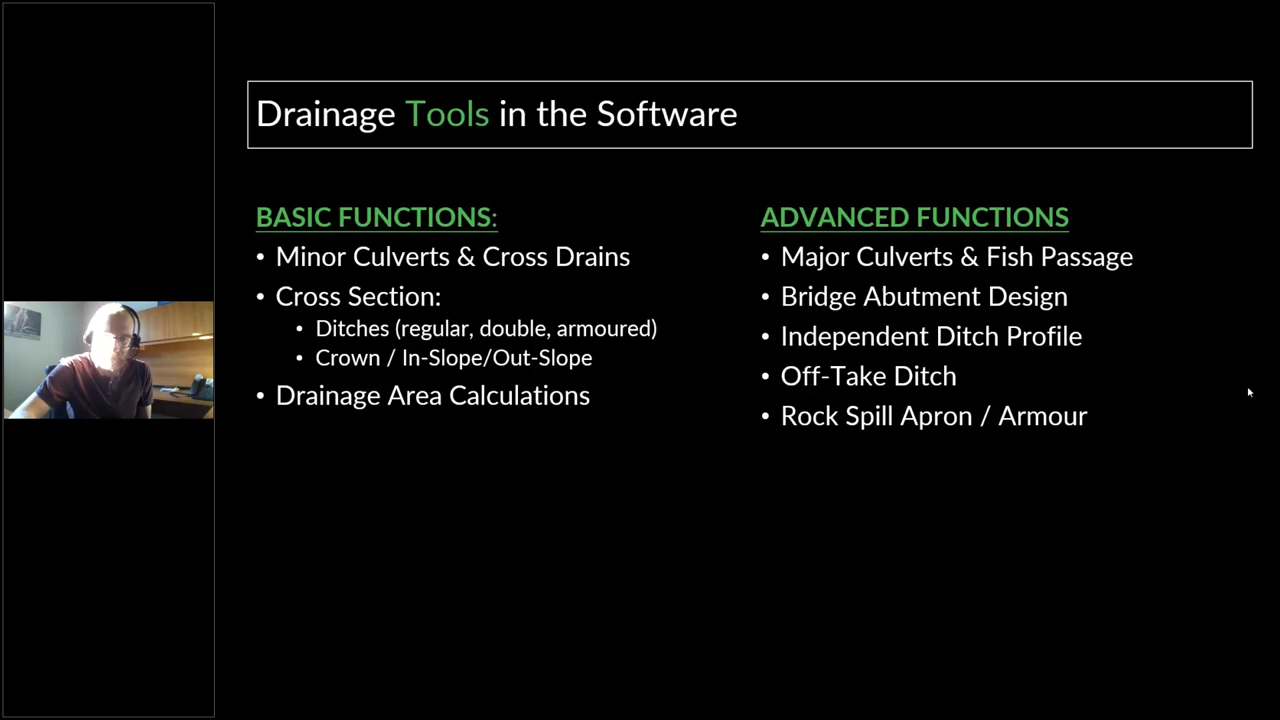 Drainage Tools in the Software
BASIC FUNCTIONS:
• Minor Culverts & Cross Drains
• Cross Section:
• Ditches (regular, double, armoured)
• Crown / In-Slope/Out-Slope
• Drainage Area Calculations
ADVANCED FUNCTIONS
• Major Culverts & Fish Passage
• Bridge Abutment Design
• Independent Ditch Profile
• Off-Take Ditch
• Rock Spill Apron / Armour